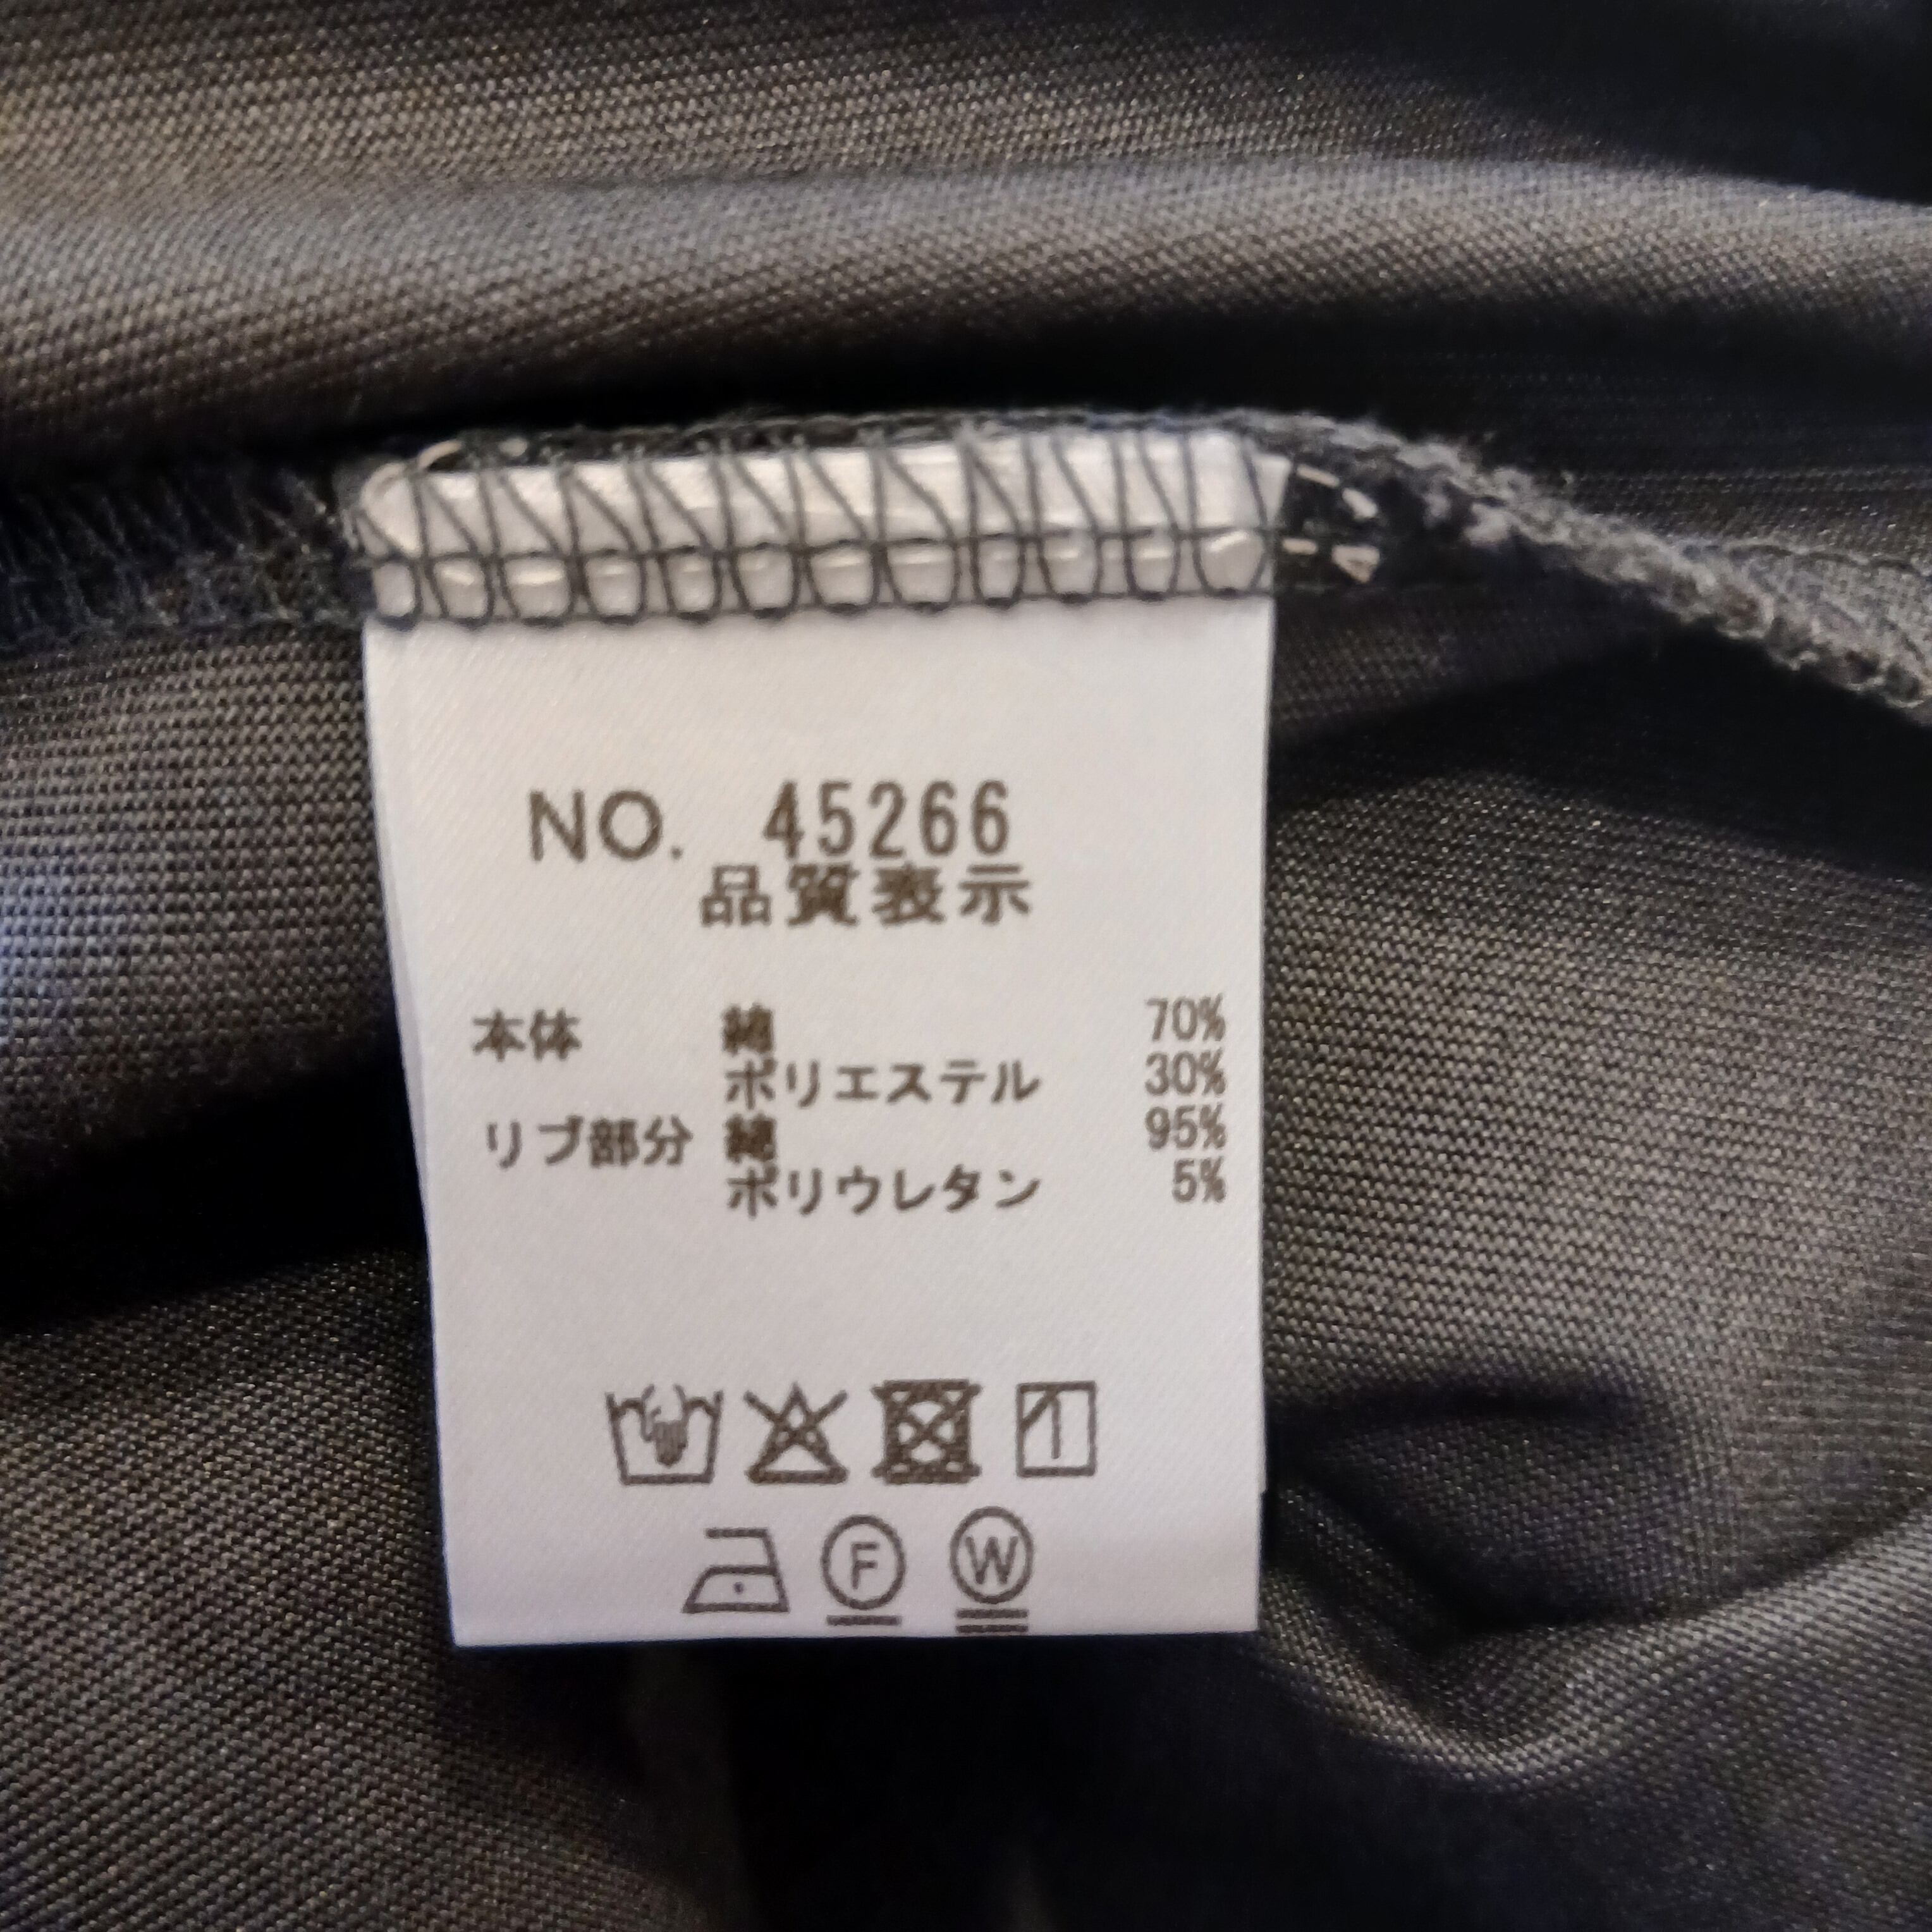 NO. 45266
品質表示
本体 綿 70%
ポリエステル 30%
リブ部分 綿 95%
ポリウレタン 5%
F W